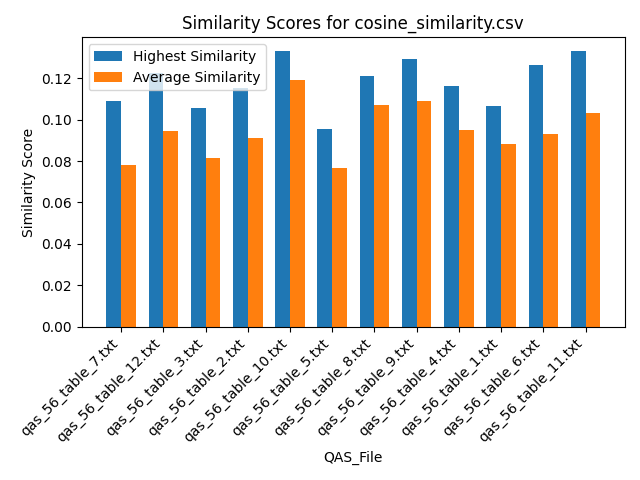 Similarity Scores for cosine_similarity.csv
Highest Similarity
Average Similarity
Similarity Score
0.12
0.10
0.08
0.06
0.04
0.02
0.00
qas_56_table_7.txt
qas_56_table_12.txt
qas_56_table_3.txt
qas_56_table_2.txt
qas_56_table_10.txt
qas_56_table_5.txt
qas_56_table_8.txt
qas_56_table_9.txt
qas_56_table_4.txt
qas_56_table_1.txt
qas_56_table_6.txt
qas_56_table_11.txt
QAS_File